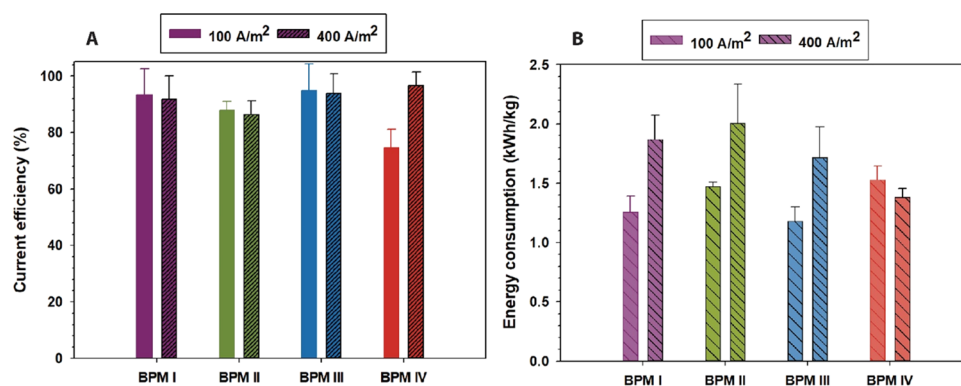 A
100 A/m²
400 A/m²
Current efficiency (%)
100
80
60
40
20
0
BPM I
BPM II
BPM III
BPM IV
B
100 A/m²
400 A/m²
Energy consumption (kWh/kg)
2.5
2.0
1.5
1.0
0.5
0.0
BPM I
BPM II
BPM III
BPM IV